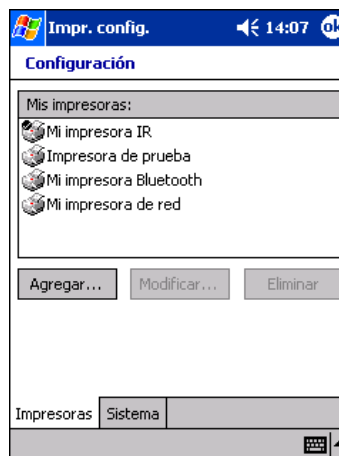 Impr. config. 14:07 ok
Configuración
Mis impresoras:
Mi impresora IR
Impresora de prueba
Mi impresora Bluetooth
Mi impresora de red
Agregar... Modificar... Eliminar
Impresoras Sistema